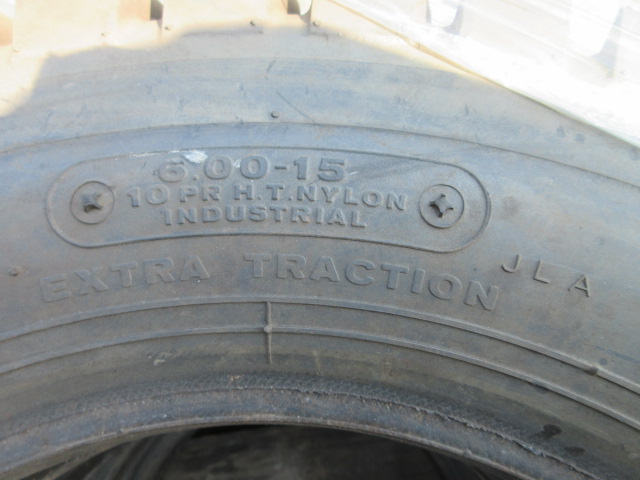 6.00-15
10 PR H.T.NYLON
INDUSTRIAL
EXTRA TRACTION
JLA